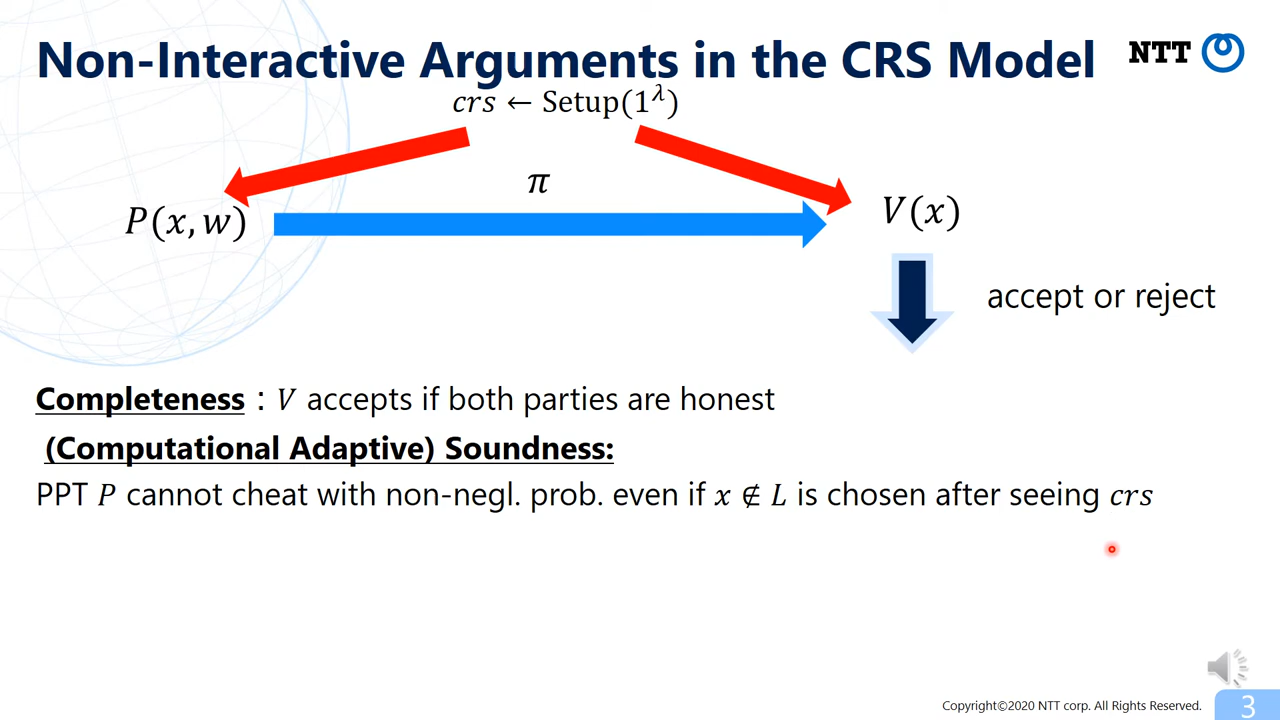 Non-Interactive Arguments in the CRS Model
NTT
crs ← Setup(1^λ)
π
P(x, w)
V(x)
accept or reject
Completeness : V accepts if both parties are honest
(Computational Adaptive) Soundness:
PPT P cannot cheat with non-negl. prob. even if x ∉ L is chosen after seeing crs
Copyright©2020 NTT corp. All Rights Reserved.
3